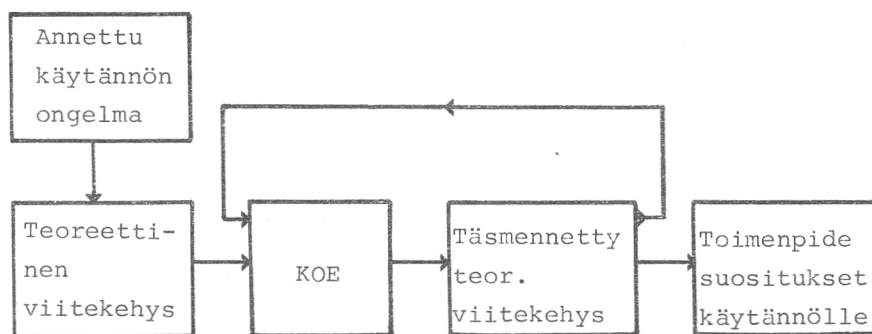 Annettu
käytännön
ongelma
Teoreetti-
nen
viitekehys
KOE
Täsmennetty
teor.
viitekehys
Toimenpide
suositukset
käytännölle